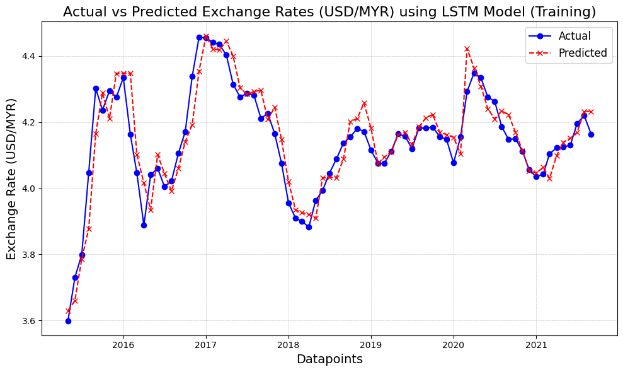 Actual vs Predicted Exchange Rates (USD/MYR) using LSTM Model (Training)
Actual
Predicted
Exchange Rate (USD/MYR)
4.4
4.2
4.0
3.8
3.6
2016 2017 2018 2019 2020 2021
Datapoints